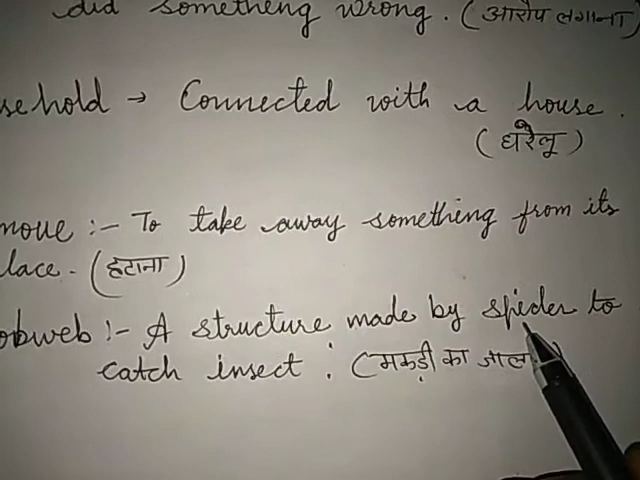 did something wrong. (आरोप लगाना)
sehold → Connected with a house.
(घरेलू)
move :- To take away something from its
lace. (हटाना)
obweb :- A structure made by spider to
catch insect. (मकड़ी का जाल)